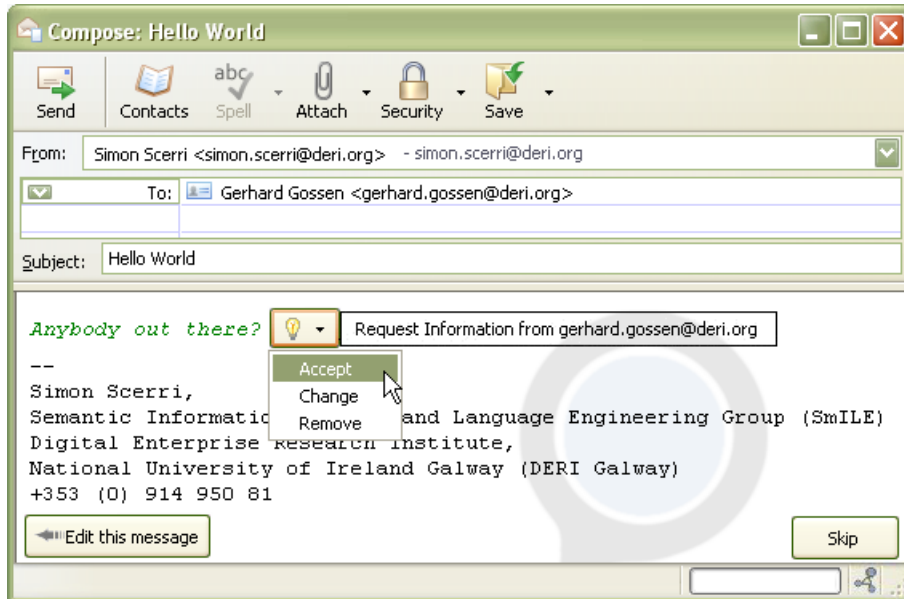 Compose: Hello World
Send Contacts Spell Attach Security Save
From: Simon Scerri <simon.scerri@deri.org> - simon.scerri@deri.org
To: Gerhard Gossen <gerhard.gossen@deri.org>
Subject: Hello World
Anybody out there? Request Information from gerhard.gossen@deri.org
--
Accept
Simon Scerri,
Change
Semantic Informatio and Language Engineering Group (SmILE)
Remove
Digital Enterprise Research Institute,
National University of Ireland Galway (DERI Galway)
+353 (0) 914 950 81
Edit this message Skip